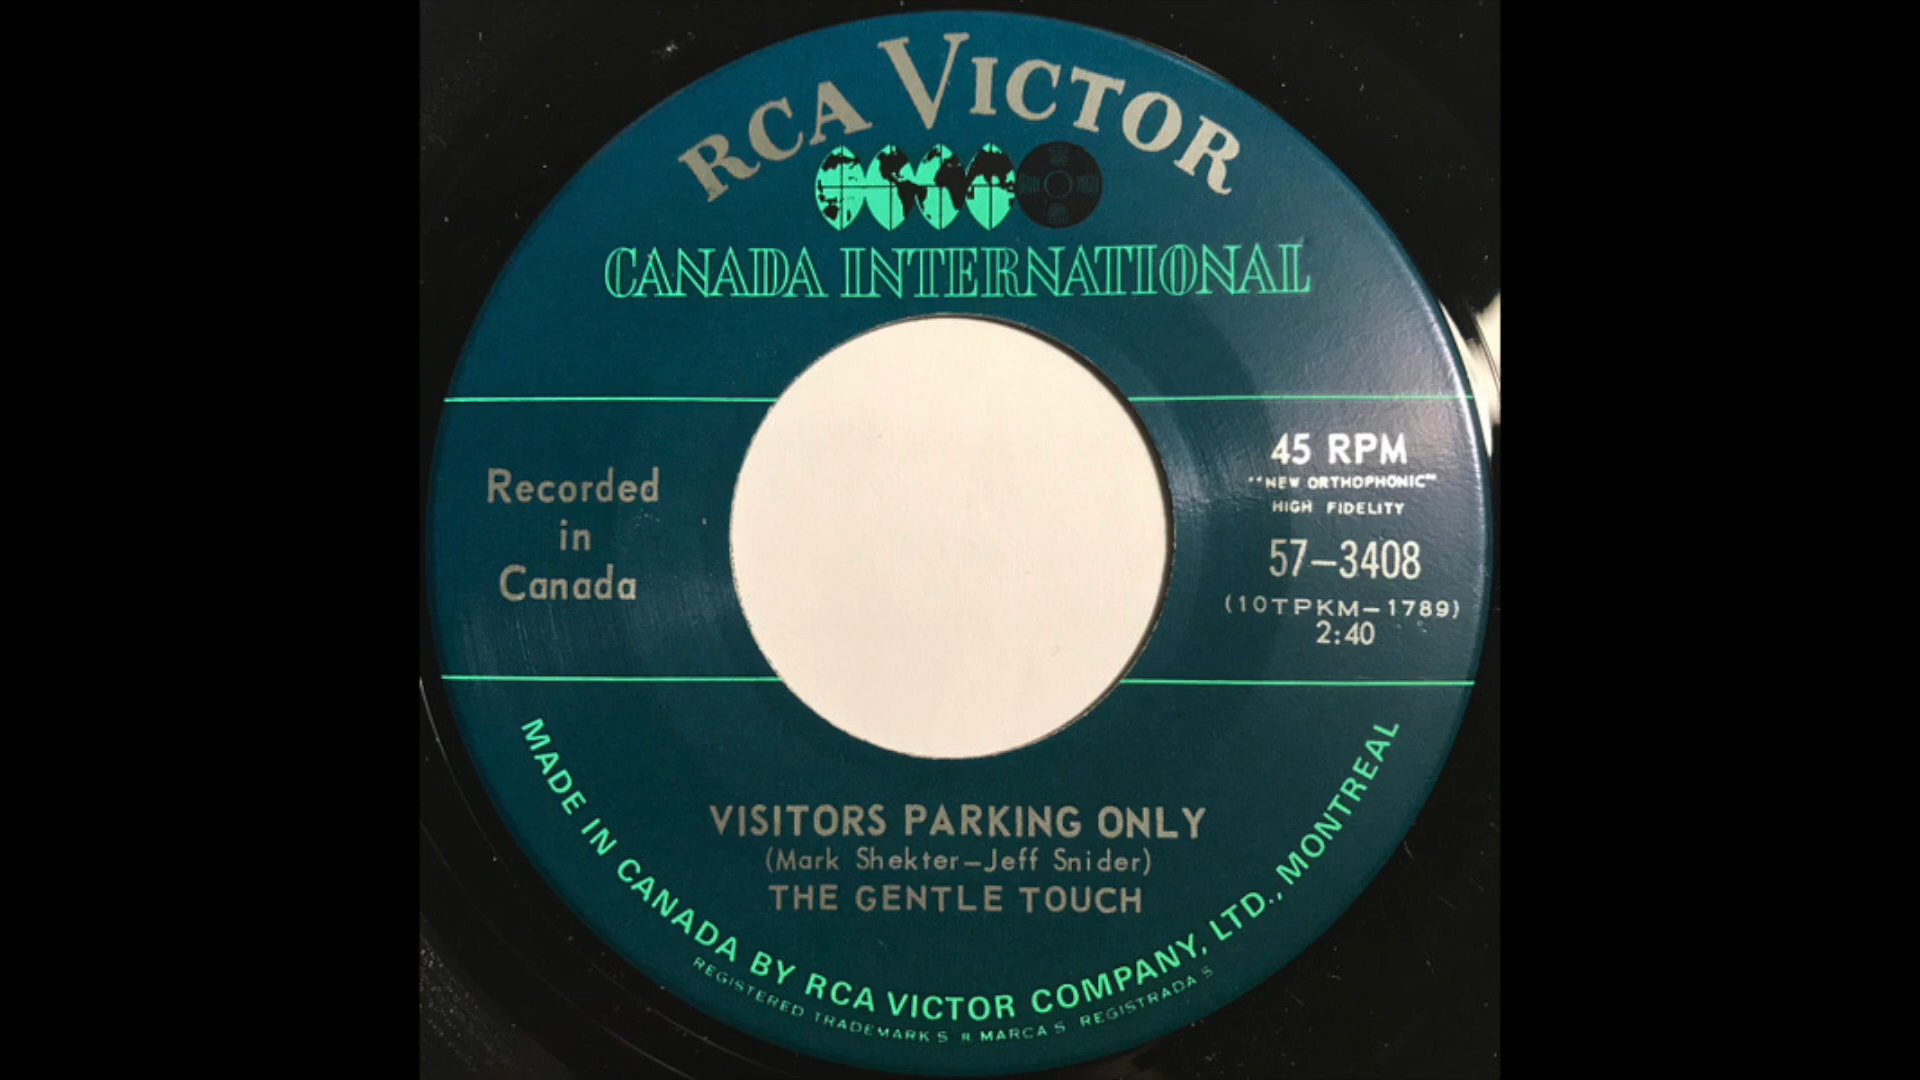 RCA VICTOR
CANADA INTERNATIONAL
Recorded
in
Canada
45 RPM
"NEW ORTHOPHONIC"
HIGH FIDELITY
57-3408
(10TPKM-1789)
2:40
VISITORS PARKING ONLY
(Mark Shekter-Jeff Snider)
THE GENTLE TOUCH
MADE IN CANADA BY RCA VICTOR COMPANY, LTD., MONTREAL
REGISTERED TRADEMARKS MARCAS REGISTRADAS